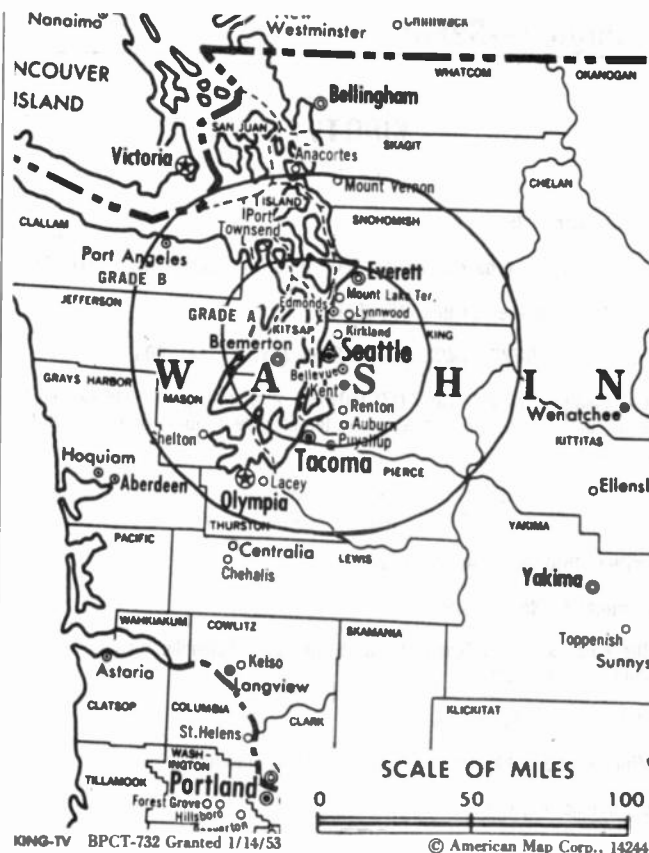 Nanaimo
New
Westminster
Chilliwack
NCOUVER
ISLAND
WHATCOM
OKANOGAN
Bellingham
SAN JUAN
SKAGIT
Victoria
Anacortes
Mount Vernon
CHELAN
ISLAND
CLALLAM
Port
Townsend
SNOHOMISH
Port Angeles
GRADE B
Everett
JEFFERSON
GRADE A
Mount Lake Ter.
Edmonds
Lynnwood
KITSAP
Kirkland
KING
Bremerton
Seattle
W A S H I N
Bellevue
GRAYS HARBOR
MASON
Kent
Renton
Wenatchee
Auburn
KITTITAS
Shelton
Puyallup
Tacoma
Hoquiam
PIERCE
Aberdeen
Lacey
Ellensb
Olympia
THURSTON
YAKIMA
PACIFIC
Centralia
LEWIS
Chehalis
Yakima
WAHKIAKUM
COWLITZ
SKAMANIA
Toppenish
Sunnys
Astaria
Kelso
Longview
CLATSOP
COLUMBIA
CLARK
KLICKITAT
St.Helens
WASH-
INGTON
TILLAMOOK
Portland
SCALE OF MILES
Forest Grove
Hillsboro
0 50 100
KING-TV BPCT-732 Granted 1/14/53
© American Map Corp., 14244